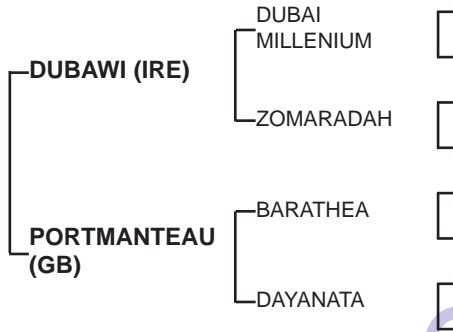 DUBAI
MILLENIUM
DUBAWI (IRE)
ZOMARADAH
BARATHEA
PORTMANTEAU
(GB)
DAYANATA